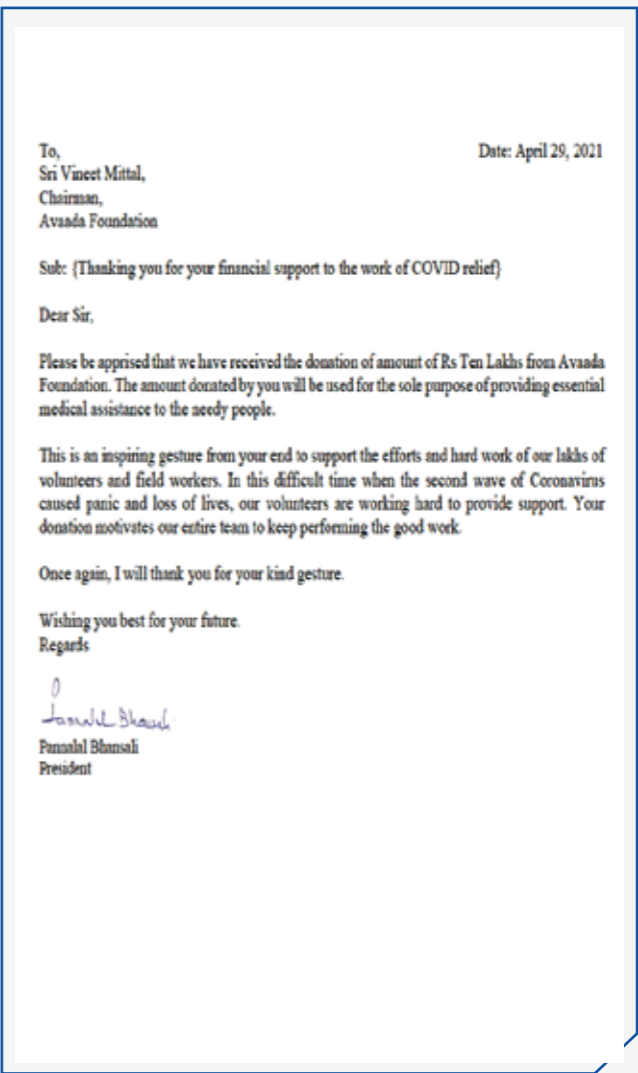 To,
Date: April 29, 2021
Sri Vineet Mittal,
Chairman,
Avaada Foundation
Sub: {Thanking you for your financial support to the work of COVID relief}
Dear Sir,
Please be apprised that we have received the donation of amount of Rs Ten Lakhs from Avaada
Foundation. The amount donated by you will be used for the sole purpose of providing essential
medical assistance to the needy people.
This is an inspiring gesture from your end to support the efforts and hard work of our lakhs of
volunteers and field workers. In this difficult time when the second wave of Coronavirus
caused panic and loss of lives, our volunteers are working hard to provide support. Your
donation motivates our entire team to keep performing the good work.
Once again, I will thank you for your kind gesture.
Wishing you best for your future.
Regards
Pannalal Bhansali
President